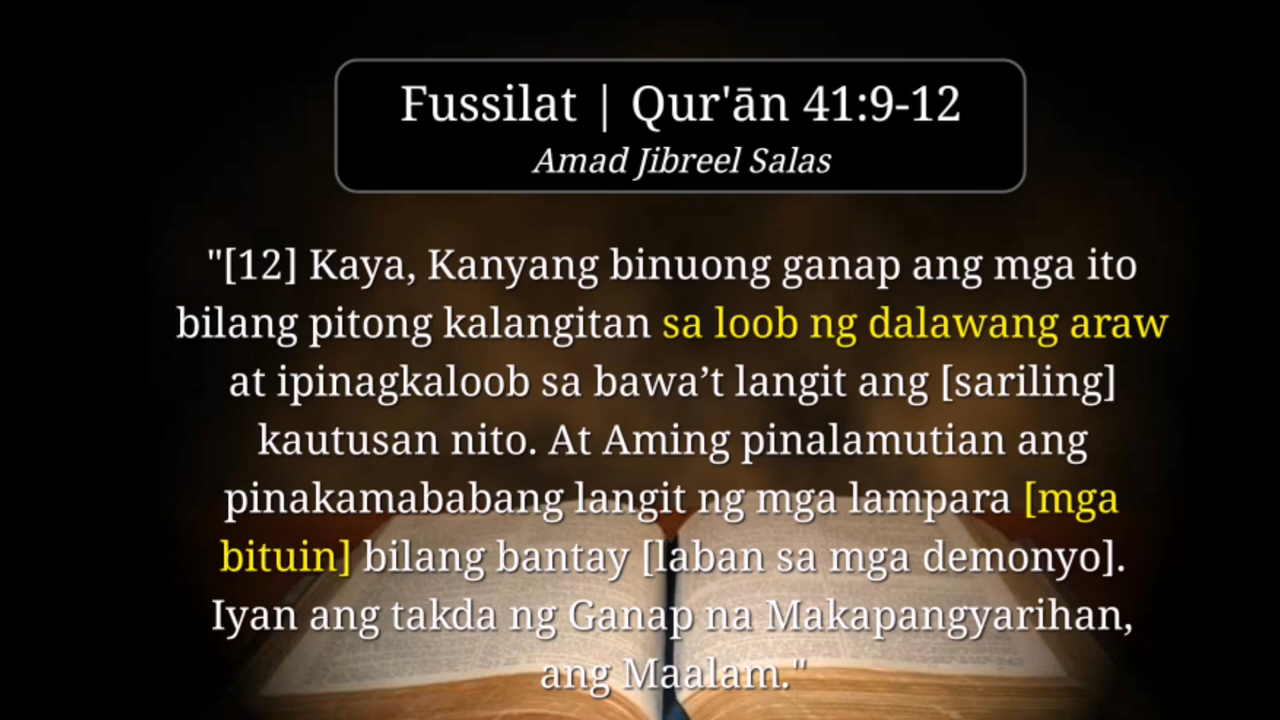 Fussilat | Qur'ān 41:9-12
Amad Jibreel Salas
"[12] Kaya, Kanyang binuong ganap ang mga ito
bilang pitong kalangitan sa loob ng dalawang araw
at ipinagkaloob sa bawa’t langit ang [sariling]
kautusan nito. At Aming pinalamutian ang
pinakamababang langit ng mga lampara [mga
bituin] bilang bantay [laban sa mga demonyo].
Iyan ang takda ng Ganap na Makapangyarihan,
ang Maalam."